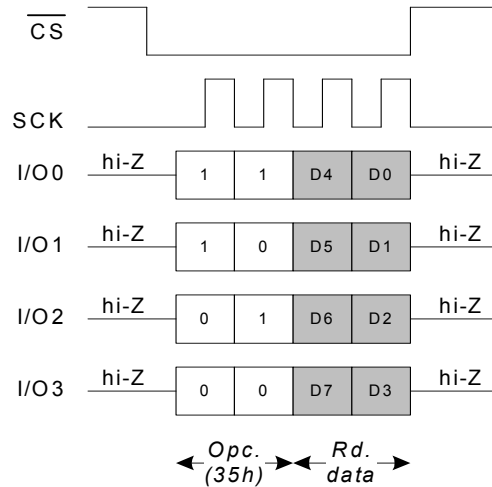 CS
SCK
I/O0 hi-Z 1 1 D4 D0 hi-Z
I/O1 hi-Z 1 0 D5 D1 hi-Z
I/O2 hi-Z 0 1 D6 D2 hi-Z
I/O3 hi-Z 0 0 D7 D3 hi-Z
Opc. Rd.
(35h) data